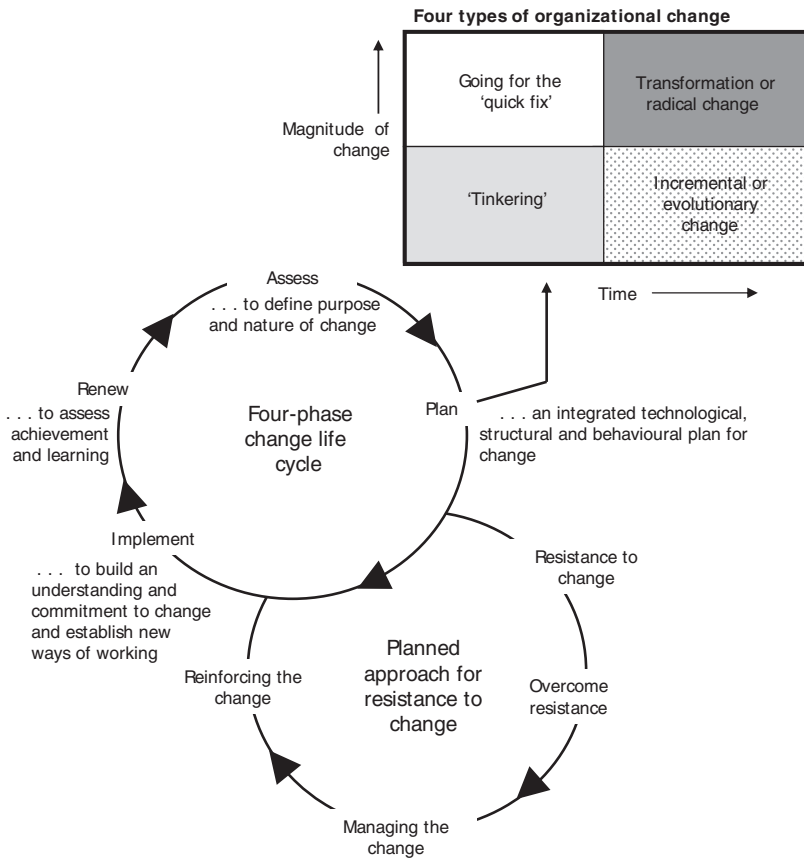 Four types of organizational change
Magnitude of
change
Going for the
‘quick fix’
Transformation or
radical change
‘Tinkering’
Incremental or
evolutionary
change
Time
Assess
. . . to define purpose
and nature of change
Renew
. . . to assess
achievement
and learning
Four-phase
change life
cycle
Plan
. . . an integrated technological,
structural and behavioural plan for
change
Implement
. . . to build an
understanding and
commitment to change
and establish new
ways of working
Resistance to
change
Planned
approach for
resistance to
change
Reinforcing the
change
Overcome
resistance
Managing the
change